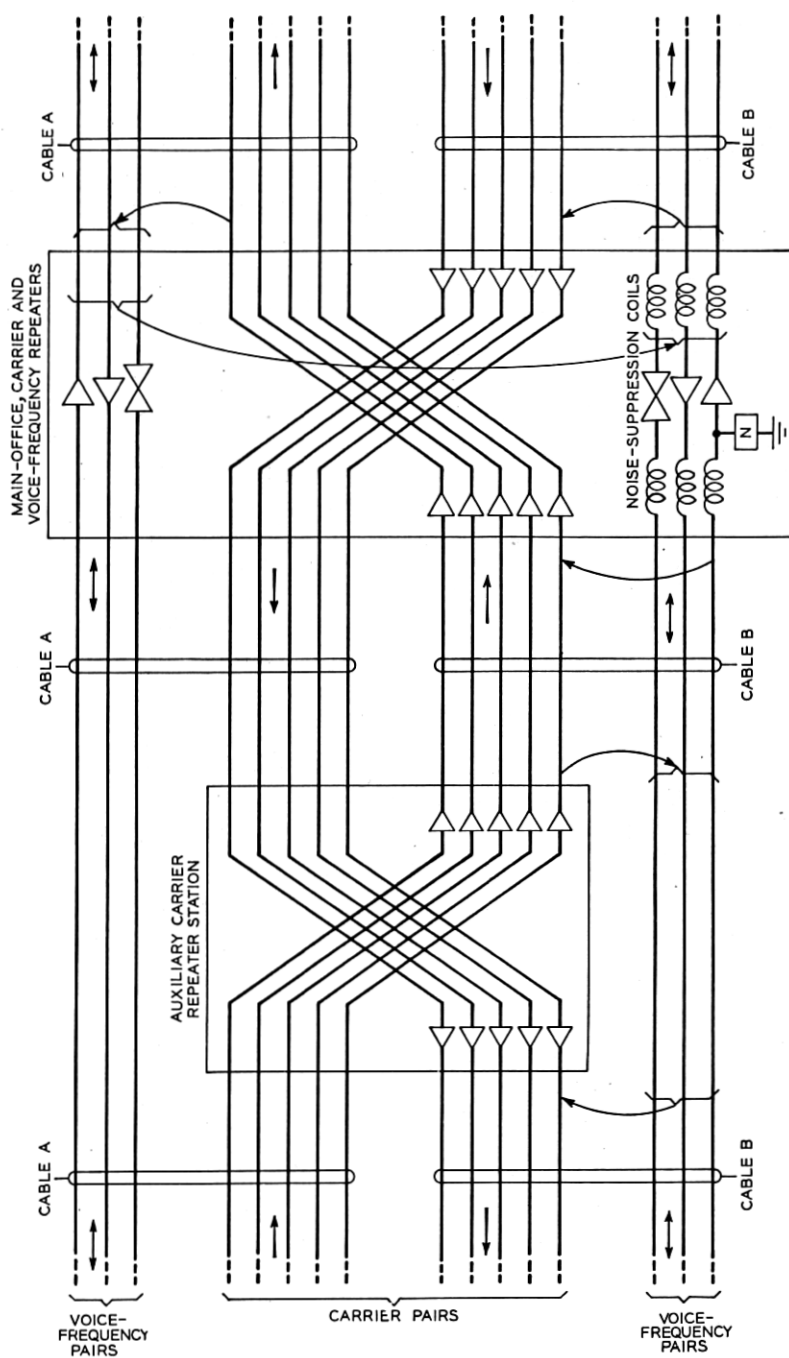 CABLE A
CABLE B
MAIN-OFFICE, CARRIER AND
VOICE-FREQUENCY REPEATERS
NOISE-SUPPRESSION COILS
N
CABLE A
CABLE B
AUXILIARY CARRIER
REPEATER STATION
CABLE A
CABLE B
VOICE-
FREQUENCY
PAIRS
CARRIER PAIRS
VOICE-
FREQUENCY
PAIRS